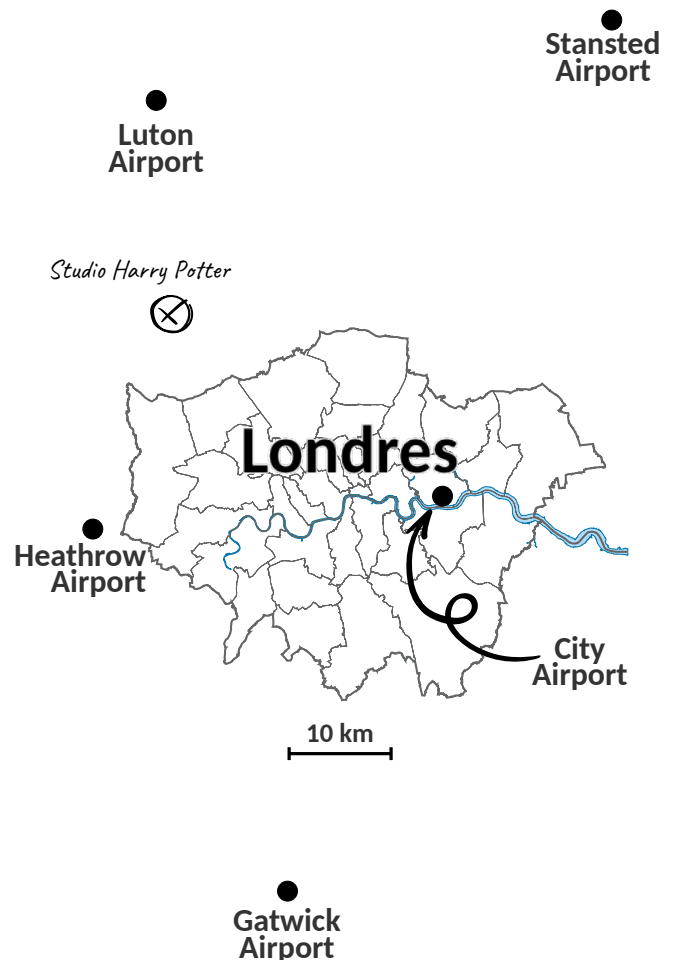 Stansted
Airport
Luton
Airport
Studio Harry Potter
Londres
Heathrow
Airport
City
Airport
10 km
Gatwick
Airport